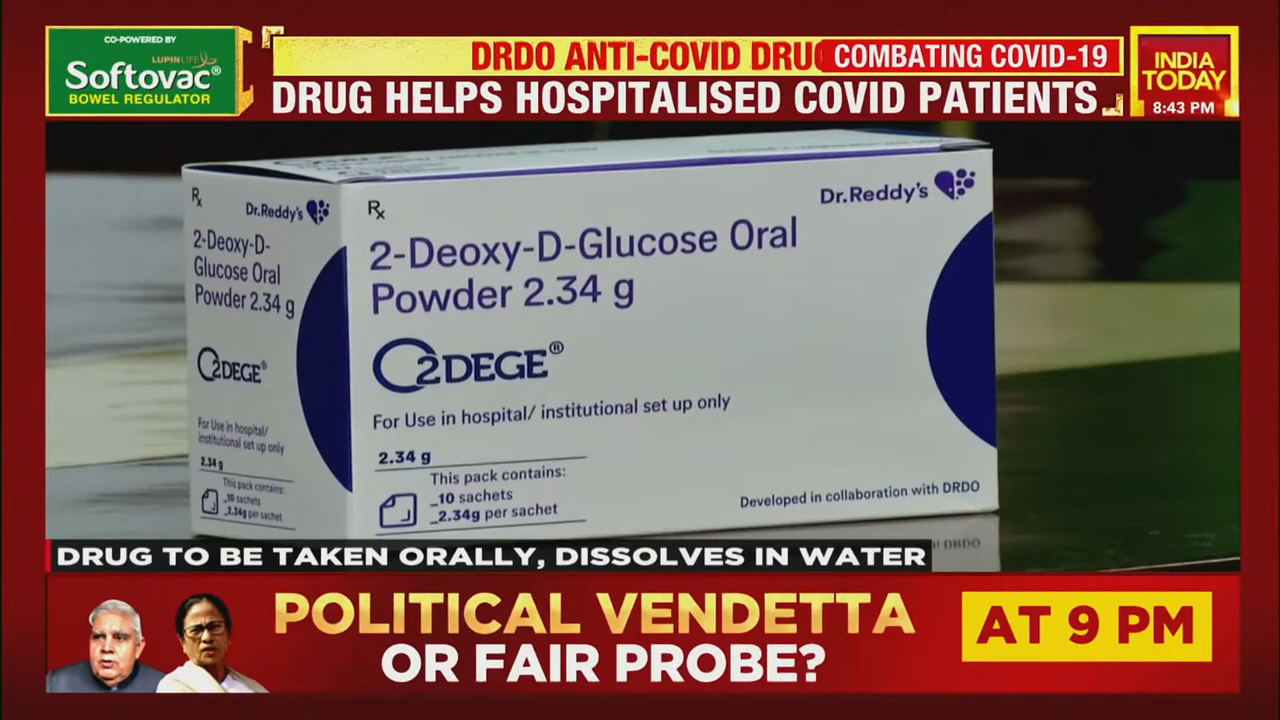 CO-POWERED BY
LUPINLIFE
Softovac®
BOWEL REGULATOR
DRDO ANTI-COVID DRUG
COMBATING COVID-19
DRUG HELPS HOSPITALISED COVID PATIENTS
INDIA
TODAY
8:43 PM
Rx
Dr.Reddy's
2-Deoxy-D-
Glucose Oral
Powder 2.34 g
O2DEGE®
For Use in hospital/
institutional set up only
2.34 g
This pack contains:
10 sachets
2.34g per sachet
Rx
Dr.Reddy's
2-Deoxy-D-Glucose Oral
Powder 2.34 g
O2DEGE®
For Use in hospital/ institutional set up only
2.34 g
This pack contains:
_10 sachets
_2.34g per sachet
Developed in collaboration with DRDO
DRUG TO BE TAKEN ORALLY, DISSOLVES IN WATER
POLITICAL VENDETTA
OR FAIR PROBE?
AT 9 PM